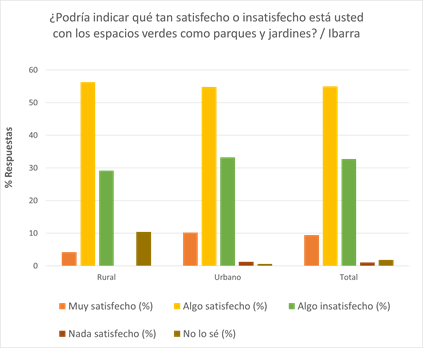 ¿Podría indicar qué tan satisfecho o insatisfecho está usted
con los espacios verdes como parques y jardines? / Ibarra
% Respuestas
60
50
40
30
20
10
0
Rural Urbano Total
Muy satisfecho (%) Algo satisfecho (%) Algo insatisfecho (%)
Nada satisfecho (%) No lo sé (%)